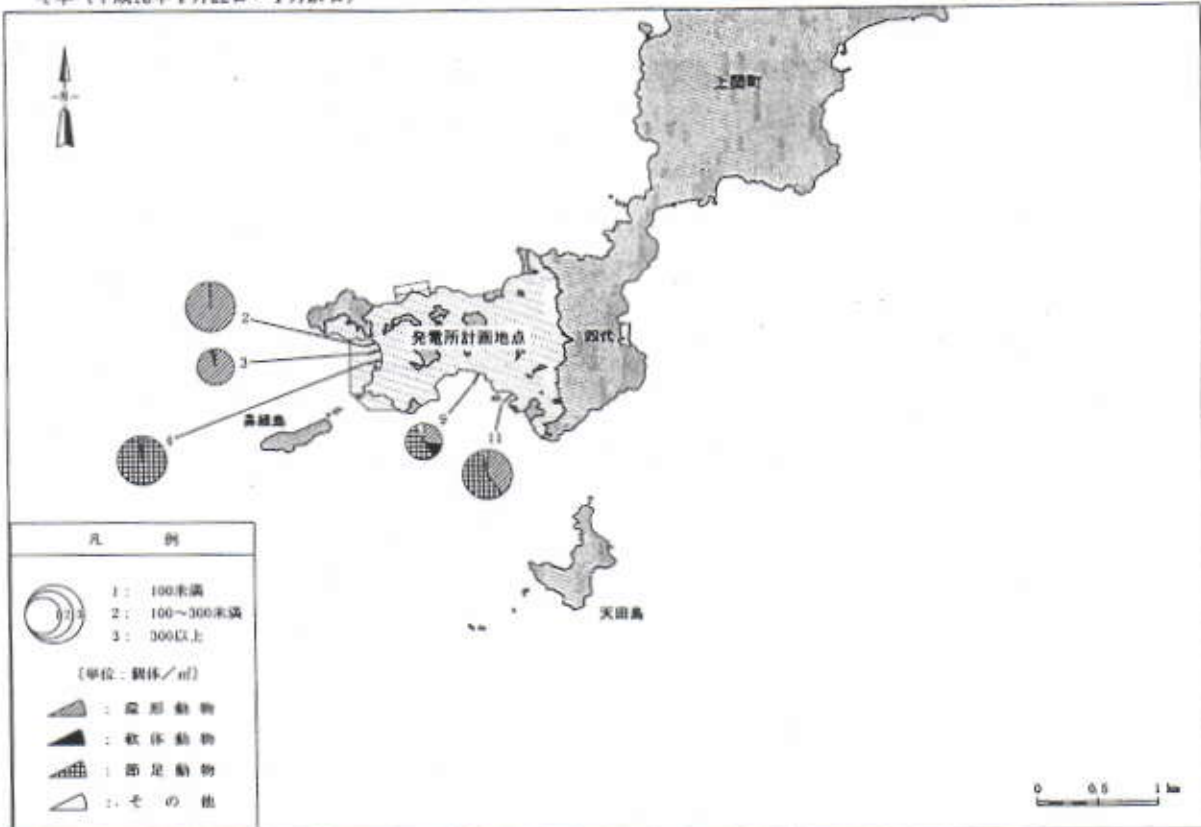 N
上関町
2
発電所計画地点
四代
3
鼻繰島
4
9
11
凡 例
1 2 3
1： 100未満
2： 100～300未満
3： 300以上
（単位：個体／㎡）
：環形動物
：軟体動物
：節足動物
：その他
天田島
0 0.5 1 km